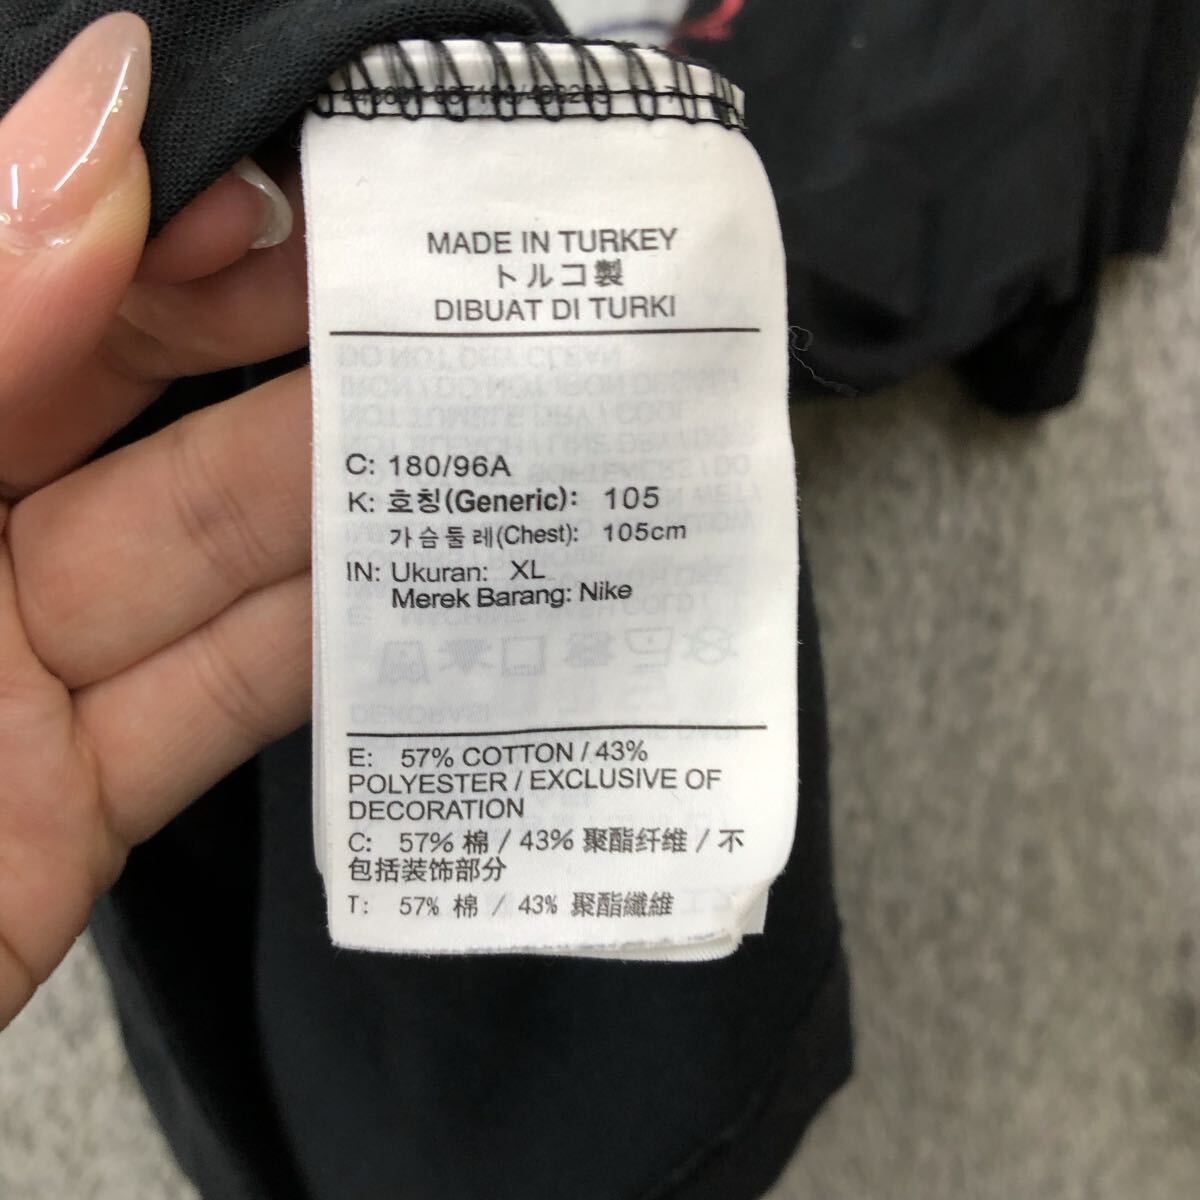 MADE IN TURKEY
トルコ製
DIBUAT DI TURKI
C: 180/96A
K: 호칭(Generic): 105
가슴둘레(Chest): 105cm
IN: Ukuran: XL
Merek Barang: Nike
E: 57% COTTON / 43%
POLYESTER / EXCLUSIVE OF
DECORATION
C: 57% 棉 / 43% 聚酯纤维 / 不
包括装饰部分
T: 57% 棉 / 43% 聚酯纖維